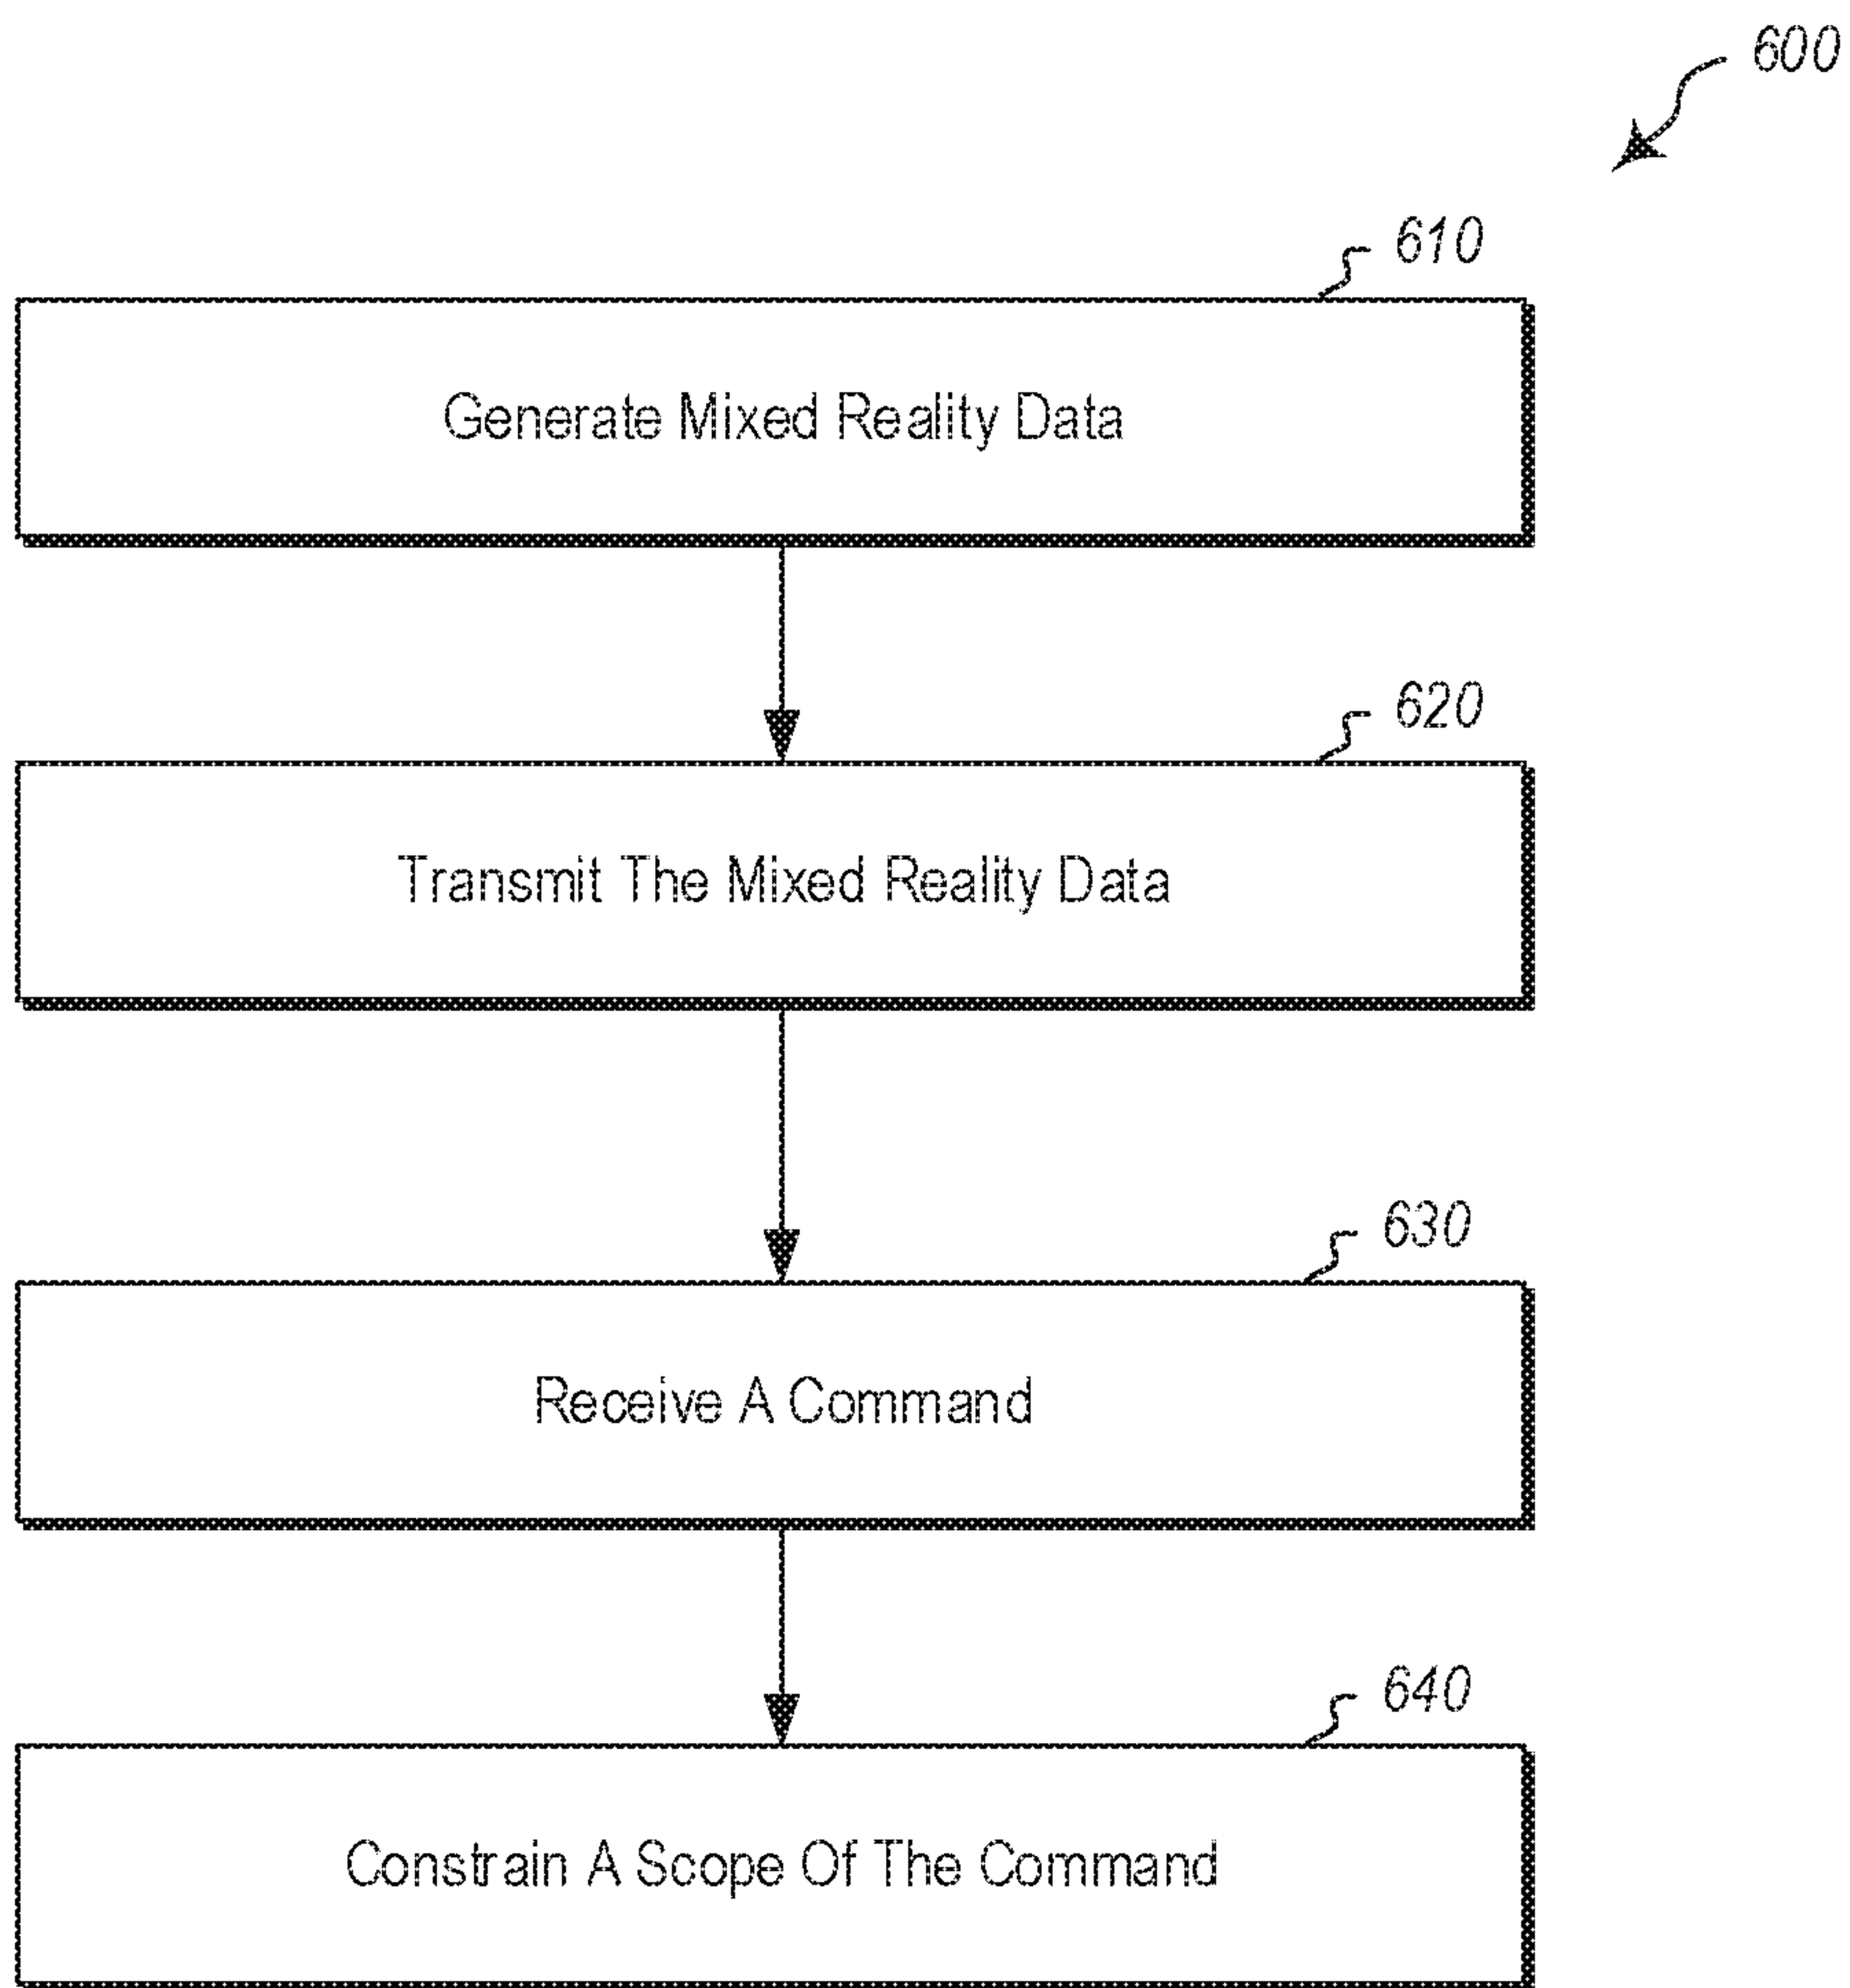 600
610
Generate Mixed Reality Data
620
Transmit The Mixed Reality Data
630
Receive A Command
640
Constrain A Scope Of The Command